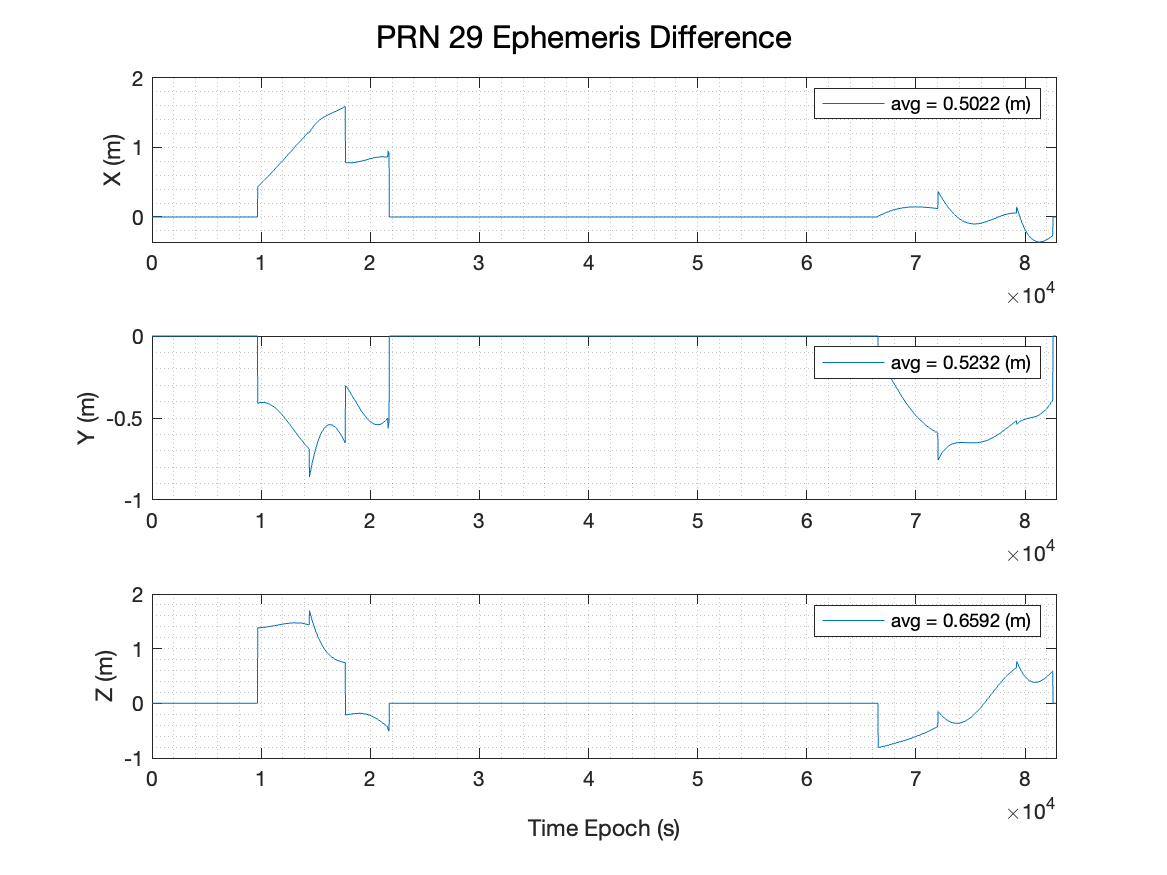 PRN 29 Ephemeris Difference
2
1
0
X (m)
avg = 0.5022 (m)
0 1 2 3 4 5 6 7 8
×10^4
0
-0.5
-1
Y (m)
avg = 0.5232 (m)
0 1 2 3 4 5 6 7 8
×10^4
2
1
0
-1
Z (m)
avg = 0.6592 (m)
0 1 2 3 4 5 6 7 8
×10^4
Time Epoch (s)